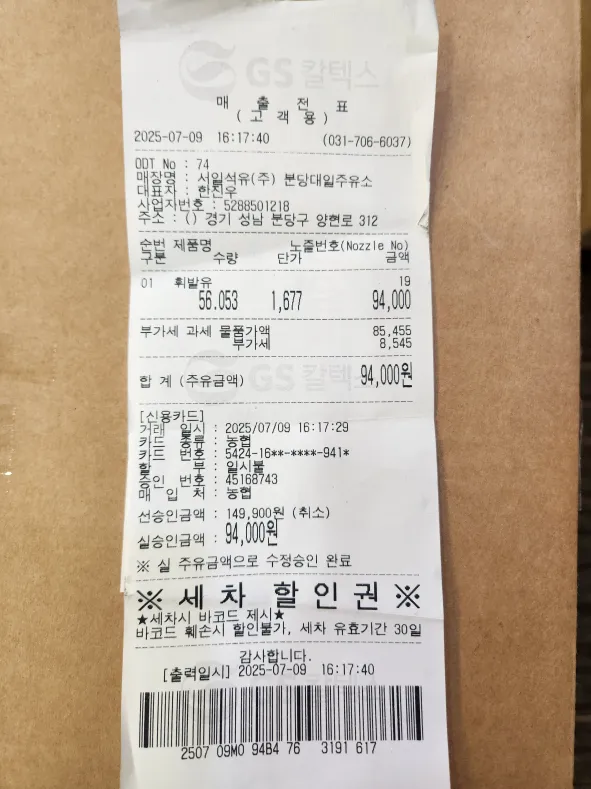 GS칼텍스
매 출 전 표
( 고 객 용 )
2025-07-09 16:17:40 (031-706-6037)
ODT No : 74
매장명 : 서일석유(주) 분당대일주유소
대표자 : 한진우
사업자번호 : 5288501218
주소 : () 경기 성남 분당구 양현로 312
순번 제품명 노즐번호(Nozzle No)
구분 수량 단가 금액
01 휘발유 19
56.053 1,677 94,000
부가세 과세 물품가액 85,455
부가세 8,545
GS칼텍스
합 계 (주유금액) 94,000원
[신용카드]
거래 일시 : 2025/07/09 16:17:29
카드 종류 : 농협
카드 번호 : 5424-16**-****-941*
할 부 : 일시불
승인 번호 : 45168743
매 입 처 : 농협
선승인금액 : 149,900원 (취소)
실승인금액 : 94,000원
※ 실 주유금액으로 수정승인 완료
※ 세 차 할 인 권 ※
★세차시 바코드 제시★
바코드 훼손시 할인불가, 세차 유효기간 30일
감사합니다.
[출력일시] 2025-07-09 16:17:40
2507 09M0 94B4 76 3191 617